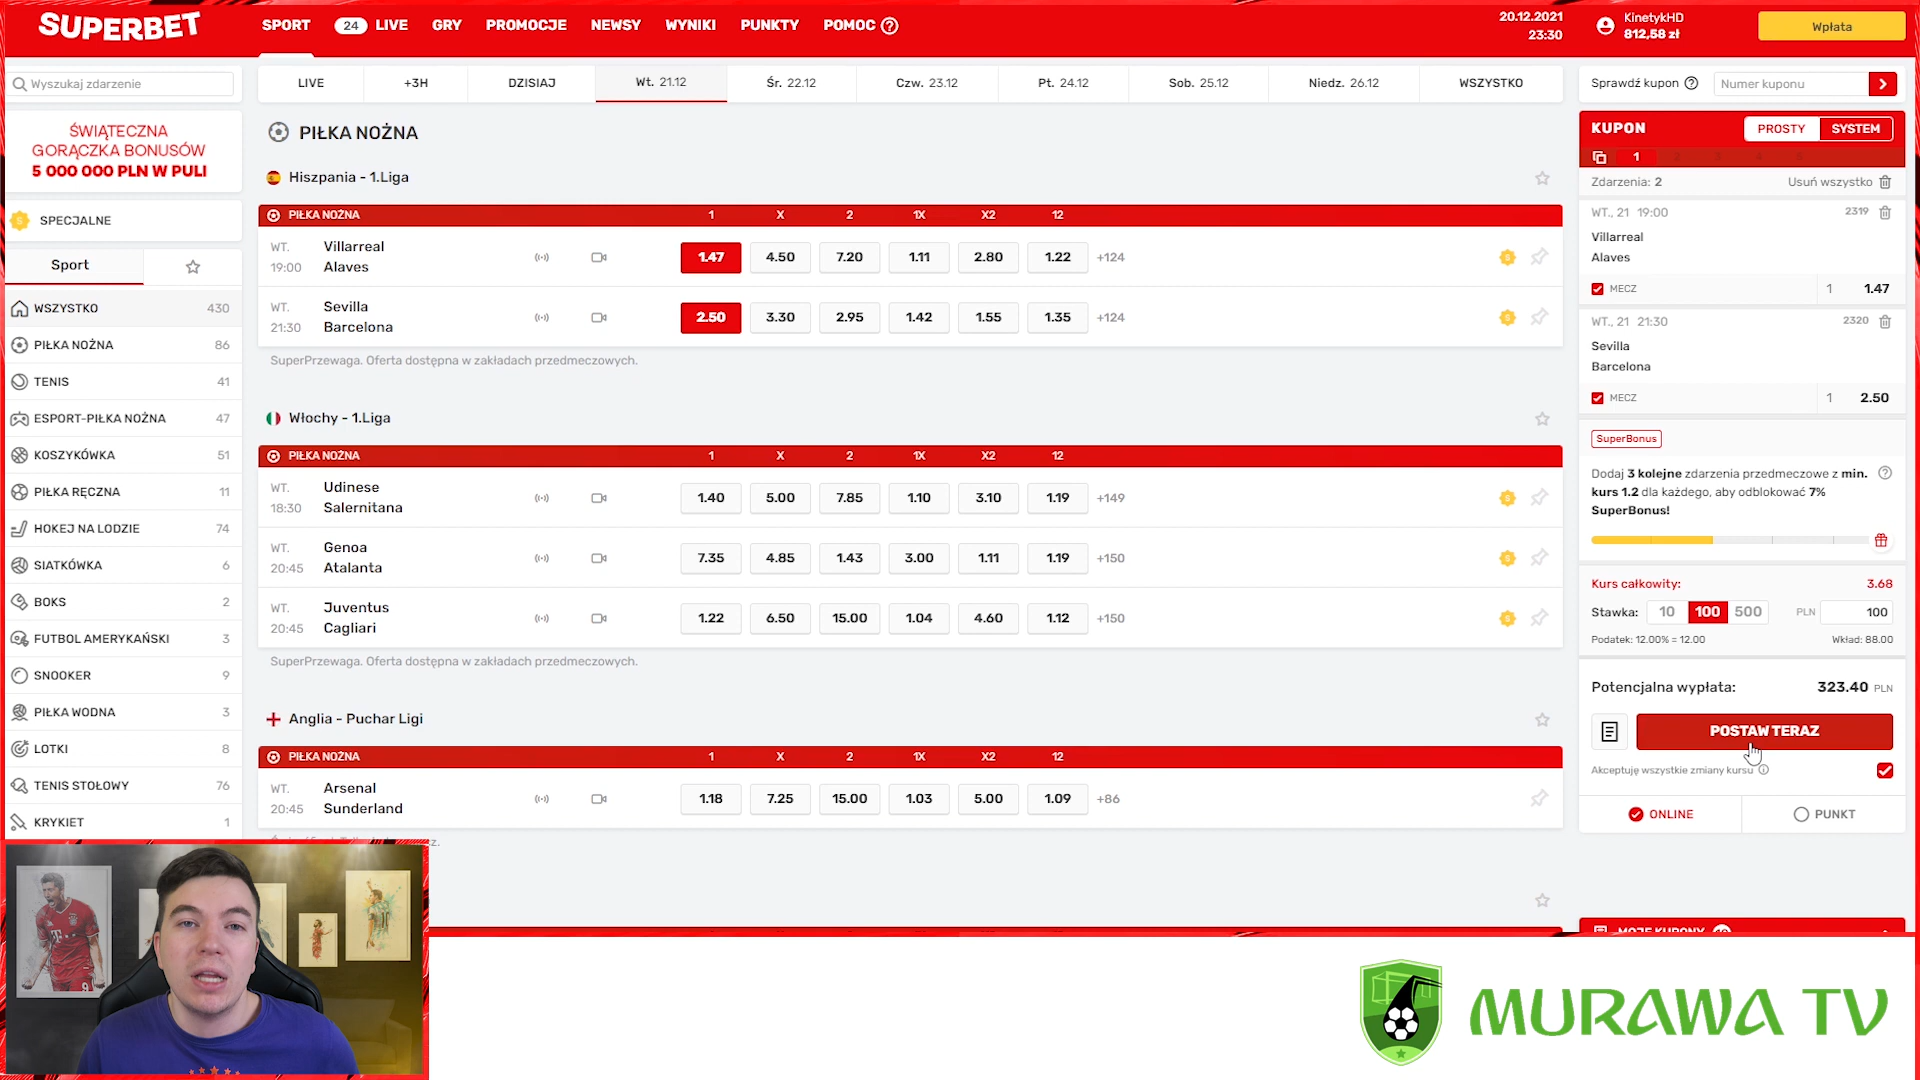 SUPERBET
SPORT
24 LIVE
GRY
PROMOCJE
NEWSY
WYNIKI
PUNKTY
POMOC ?
20.12.2021
23:30
KinetykHD
812,58 zł
Wpłata
Wyszukaj zdarzenie
LIVE
+3H
DZISIAJ
Wt. 21.12
Śr. 22.12
Czw. 23.12
Pt. 24.12
Sob. 25.12
Niedz. 26.12
WSZYSTKO
Sprawdź kupon ?
Numer kuponu
ŚWIĄTECZNA
GORĄCZKA BONUSÓW
5 000 000 PLN W PULI
S SPECJALNE
Sport
WSZYSTKO 430
PIŁKA NOŻNA 86
TENIS 41
ESPORT-PIŁKA NOŻNA 47
KOSZYKÓWKA 51
PIŁKA RĘCZNA 11
HOKEJ NA LODZIE 74
SIATKÓWKA 6
BOKS 2
FUTBOL AMERYKAŃSKI 3
SNOOKER 9
PIŁKA WODNA 3
LOTKI 8
TENIS STOŁOWY 76
KRYKIET 1
PIŁKA NOŻNA
Hiszpania - 1.Liga
PIŁKA NOŻNA 1 X 2 1X X2 12
WT. Villarreal
19:00 Alaves
1.47 4.50 7.20 1.11 2.80 1.22 +124
WT. Sevilla
21:30 Barcelona
2.50 3.30 2.95 1.42 1.55 1.35 +124
SuperPrzewaga. Oferta dostępna w zakładach przedmeczowych.
Włochy - 1.Liga
PIŁKA NOŻNA 1 X 2 1X X2 12
WT. Udinese
18:30 Salernitana
1.40 5.00 7.85 1.10 3.10 1.19 +149
WT. Genoa
20:45 Atalanta
7.35 4.85 1.43 3.00 1.11 1.19 +150
WT. Juventus
20:45 Cagliari
1.22 6.50 15.00 1.04 4.60 1.12 +150
SuperPrzewaga. Oferta dostępna w zakładach przedmeczowych.
Anglia - Puchar Ligi
PIŁKA NOŻNA 1 X 2 1X X2 12
WT. Arsenal
20:45 Sunderland
1.18 7.25 15.00 1.03 5.00 1.09 +86
KUPON
PROSTY SYSTEM
1 2 3 4 5
Zdarzenia: 2
Usuń wszystko
WT., 21 19:00 2319
Villarreal
Alaves
MECZ 1 1.47
WT., 21 21:30 2320
Sevilla
Barcelona
MECZ 1 2.50
SuperBonus
Dodaj 3 kolejne zdarzenia przedmeczowe z min. ?
kurs 1.2 dla każdego, aby odblokować 7%
SuperBonus!
Kurs całkowity: 3.68
Stawka: 10 100 500 PLN 100
Podatek: 12.00% = 12.00 Wkład: 88.00
Potencjalna wypłata: 323.40 PLN
POSTAW TERAZ
Akceptuję wszystkie zmiany kursu
ONLINE
PUNKT
MOJE KUPONY
MURAWA TV